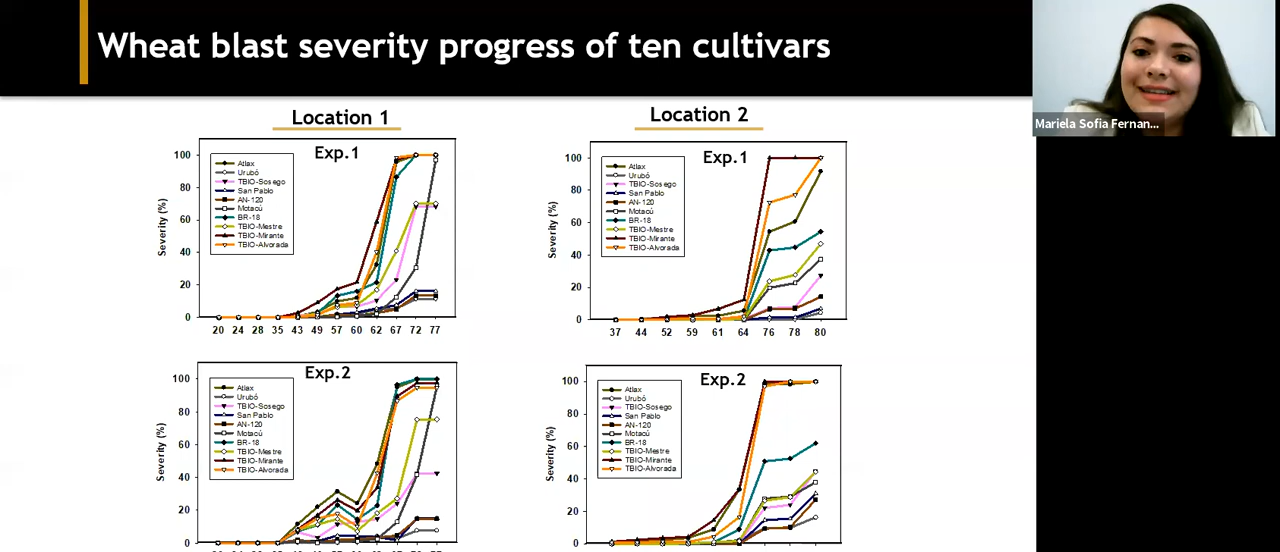 Wheat blast severity progress of ten cultivars
Mariela Sofia Fernan...
Location 1
Location 2
Exp.1
Severity (%)
100
80
60
40
20
0
Atlax
Urubó
TBIO-Sosego
San Pablo
AN-120
Motacú
BR-18
TBIO-Mestre
TBIO-Mirante
TBIO-Alvorada
20 24 28 35 43 49 57 60 62 67 72 77
Exp.1
Severity (%)
100
80
60
40
20
0
Atlax
Urubó
TBIO-Sosego
San Pablo
AN-120
Motacú
BR-18
TBIO-Mestre
TBIO-Mirante
TBIO-Alvorada
37 44 52 59 61 64 76 78 80
Exp.2
Severity (%)
100
80
60
40
20
0
Atlax
Urubó
TBIO-Sosego
San Pablo
AN-120
Motacú
BR-18
TBIO-Mestre
TBIO-Mirante
TBIO-Alvorada
Exp.2
Severity (%)
100
80
60
40
20
0
Atlax
Urubó
TBIO-Sosego
San Pablo
AN-120
Motacú
BR-18
TBIO-Mestre
TBIO-Mirante
TBIO-Alvorada